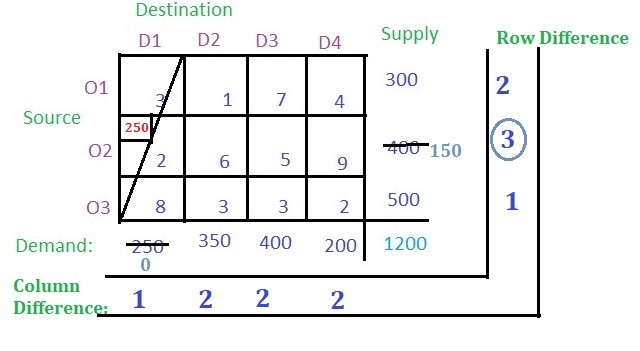 Destination
D1 D2 D3 D4 Supply Row Difference
O1 3 1 7 4 300 2
Source
250
O2 2 6 5 9 400 150 3
O3 8 3 3 2 500 1
Demand: 250 350 400 200 1200
0
Column
Difference: 1 2 2 2